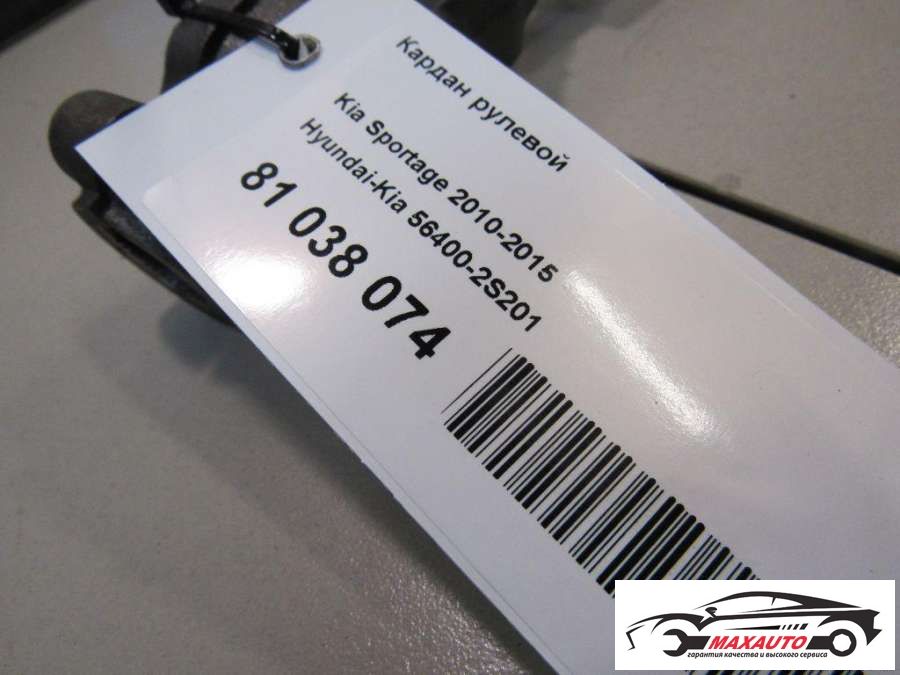 Кардан рулевой
Kia Sportage 2010-2015
Hyundai-Kia 56400-2S201
81 038 074
MAXAUTO
гарантия качества и высокого сервиса